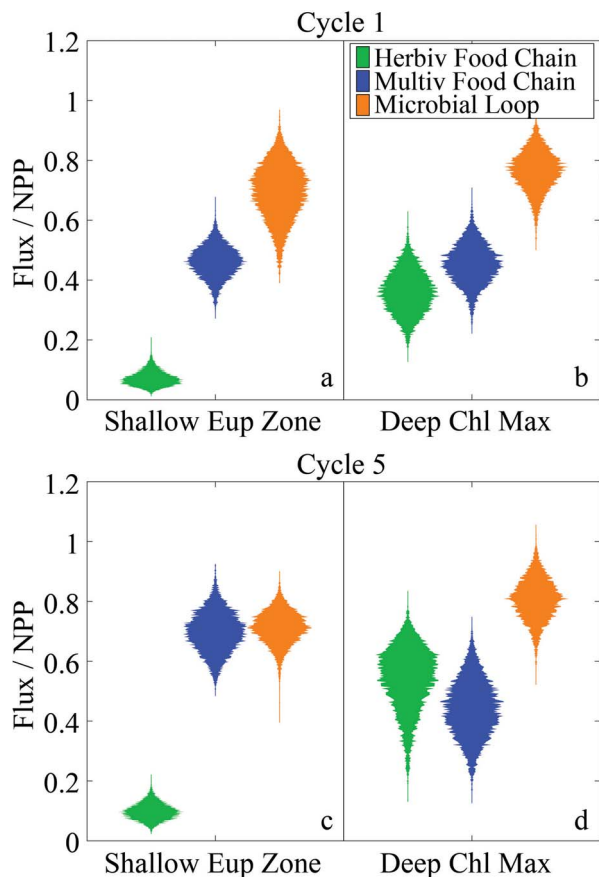 Cycle 1
1.2
1
0.8
0.6
0.4
0.2
0
Flux / NPP
Herbiv Food Chain
Multiv Food Chain
Microbial Loop
a
b
Shallow Eup Zone
Deep Chl Max
Cycle 5
1.2
1
0.8
0.6
0.4
0.2
0
Flux / NPP
c
d
Shallow Eup Zone
Deep Chl Max